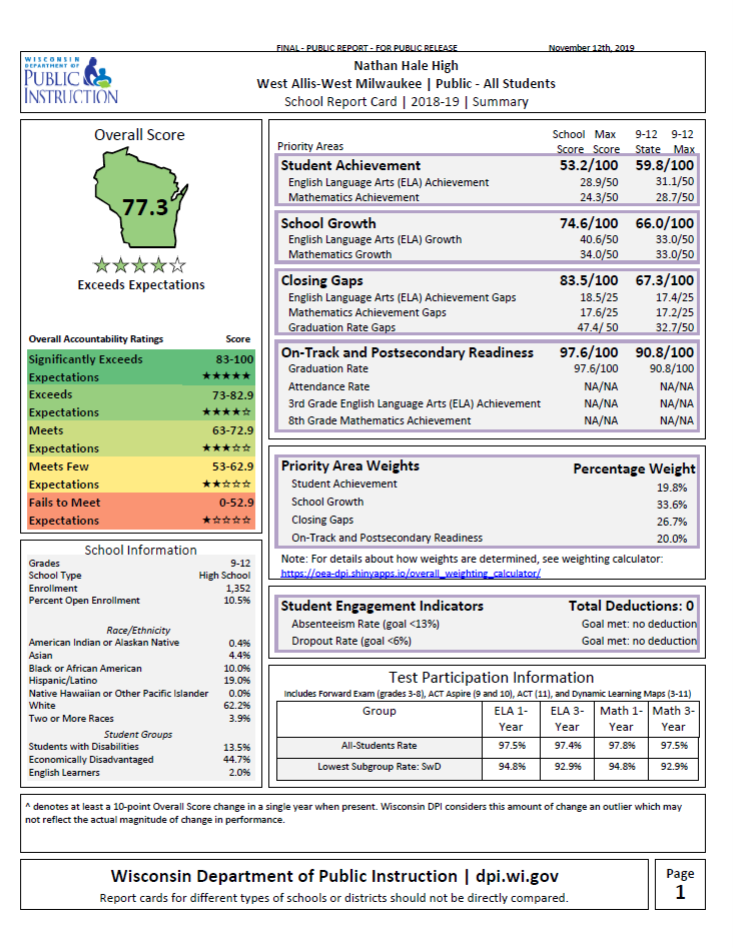 FINAL - PUBLIC REPORT - FOR PUBLIC RELEASE November 12th, 2019
WISCONSIN
DEPARTMENT OF
PUBLIC
INSTRUCTION
Nathan Hale High
West Allis-West Milwaukee | Public - All Students
School Report Card | 2018-19 | Summary
Overall Score
77.3
Exceeds Expectations
Overall Accountability Ratings Score
Significantly Exceeds 83-100
Expectations ★★★★★
Exceeds 73-82.9
Expectations ★★★★☆
Meets 63-72.9
Expectations ★★★☆☆
Meets Few 53-62.9
Expectations ★★☆☆☆
Fails to Meet 0-52.9
Expectations ★☆☆☆☆
School Information
Grades 9-12
School Type High School
Enrollment 1,352
Percent Open Enrollment 10.5%
Race/Ethnicity
American Indian or Alaskan Native 0.4%
Asian 4.4%
Black or African American 10.0%
Hispanic/Latino 19.0%
Native Hawaiian or Other Pacific Islander 0.0%
White 62.2%
Two or More Races 3.9%
Student Groups
Students with Disabilities 13.5%
Economically Disadvantaged 44.7%
English Learners 2.0%
School Max 9-12 9-12
Priority Areas Score Score State Max
Student Achievement 53.2/100 59.8/100
English Language Arts (ELA) Achievement 28.9/50 31.1/50
Mathematics Achievement 24.3/50 28.7/50
School Growth 74.6/100 66.0/100
English Language Arts (ELA) Growth 40.6/50 33.0/50
Mathematics Growth 34.0/50 33.0/50
Closing Gaps 83.5/100 67.3/100
English Language Arts (ELA) Achievement Gaps 18.5/25 17.4/25
Mathematics Achievement Gaps 17.6/25 17.2/25
Graduation Rate Gaps 47.4/ 50 32.7/50
On-Track and Postsecondary Readiness 97.6/100 90.8/100
Graduation Rate 97.6/100 90.8/100
Attendance Rate NA/NA NA/NA
3rd Grade English Language Arts (ELA) Achievement NA/NA NA/NA
8th Grade Mathematics Achievement NA/NA NA/NA
Priority Area Weights Percentage Weight
Student Achievement 19.8%
School Growth 33.6%
Closing Gaps 26.7%
On-Track and Postsecondary Readiness 20.0%
Note: For details about how weights are determined, see weighting calculator:
https://oea-dpi.shinyapps.io/overall_weighting_calculator/
Student Engagement Indicators Total Deductions: 0
Absenteeism Rate (goal <13%) Goal met: no deduction
Dropout Rate (goal <6%) Goal met: no deduction
Test Participation Information
Includes Forward Exam (grades 3-8), ACT Aspire (9 and 10), ACT (11), and Dynamic Learning Maps (3-11)
Group ELA 1- ELA 3- Math 1- Math 3-
Year Year Year Year
All-Students Rate 97.5% 97.4% 97.8% 97.5%
Lowest Subgroup Rate: SwD 94.8% 92.9% 94.8% 92.9%
^ denotes at least a 10-point Overall Score change in a single year when present. Wisconsin DPI considers this amount of change an outlier which may
not reflect the actual magnitude of change in performance.
Wisconsin Department of Public Instruction | dpi.wi.gov
Report cards for different types of schools or districts should not be directly compared.
Page
1